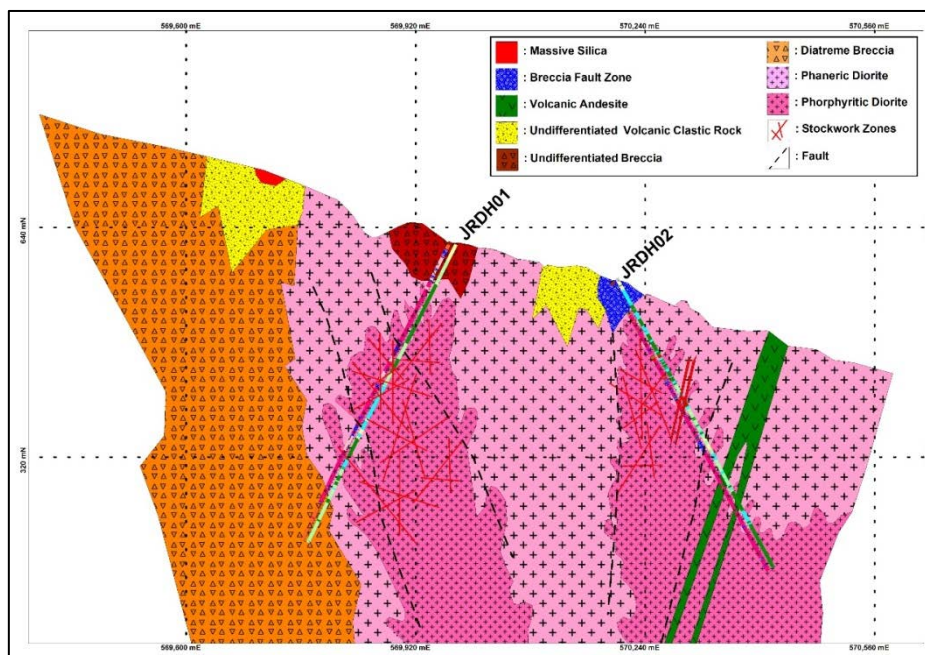 569,600 mE 569,920 mE 570,240 mE 570,560 mE
: Massive Silica
: Breccia Fault Zone
: Volcanic Andesite
: Undifferentiated Volcanic Clastic Rock
: Undifferentiated Breccia
: Diatreme Breccia
: Phaneric Diorite
: Phorphyritic Diorite
: Stockwork Zones
: Fault
JRDH01
640 mN
JRDH02
320 mN
569,600 mE 569,920 mE 570,240 mE 570,560 mE